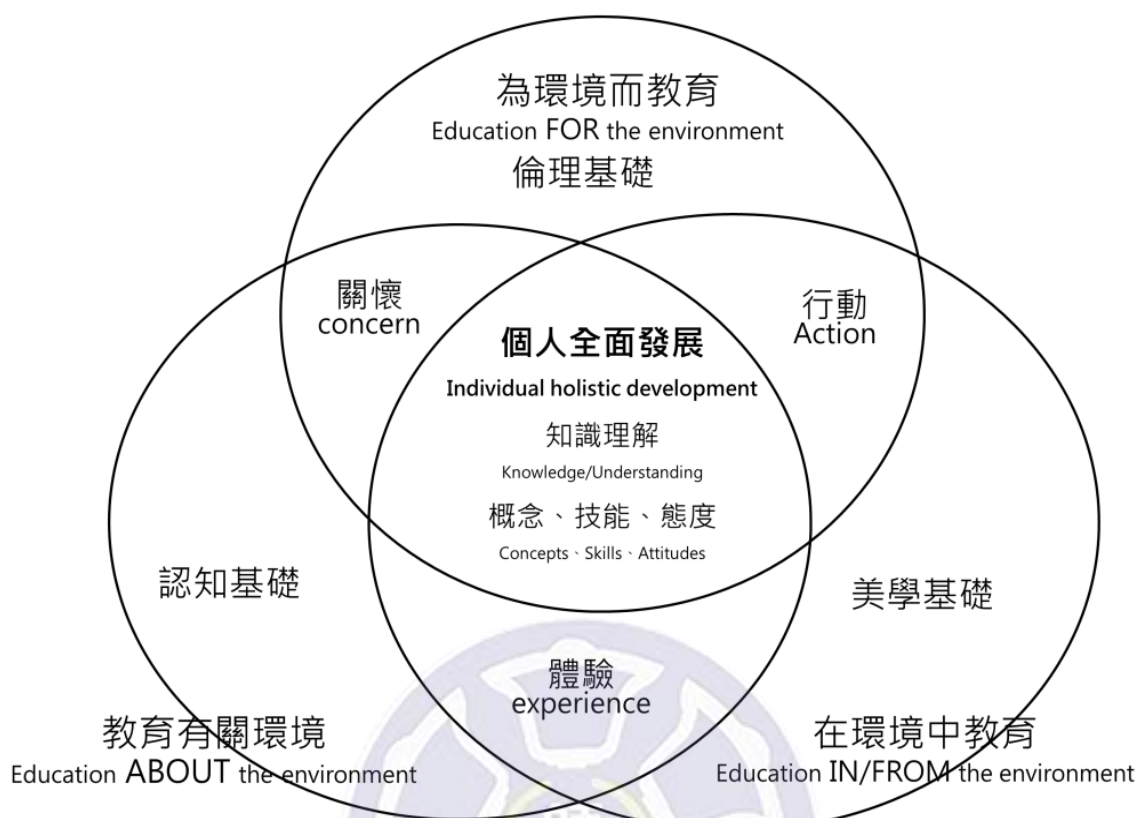 為環境而教育
Education FOR the environment
倫理基礎
關懷
concern
行動
Action
個人全面發展
Individual holistic development
知識理解
Knowledge/Understanding
概念、技能、態度
Concepts、Skills、Attitudes
認知基礎
美學基礎
體驗
experience
教育有關環境
Education ABOUT the environment
在環境中教育
Education IN/FROM the environment